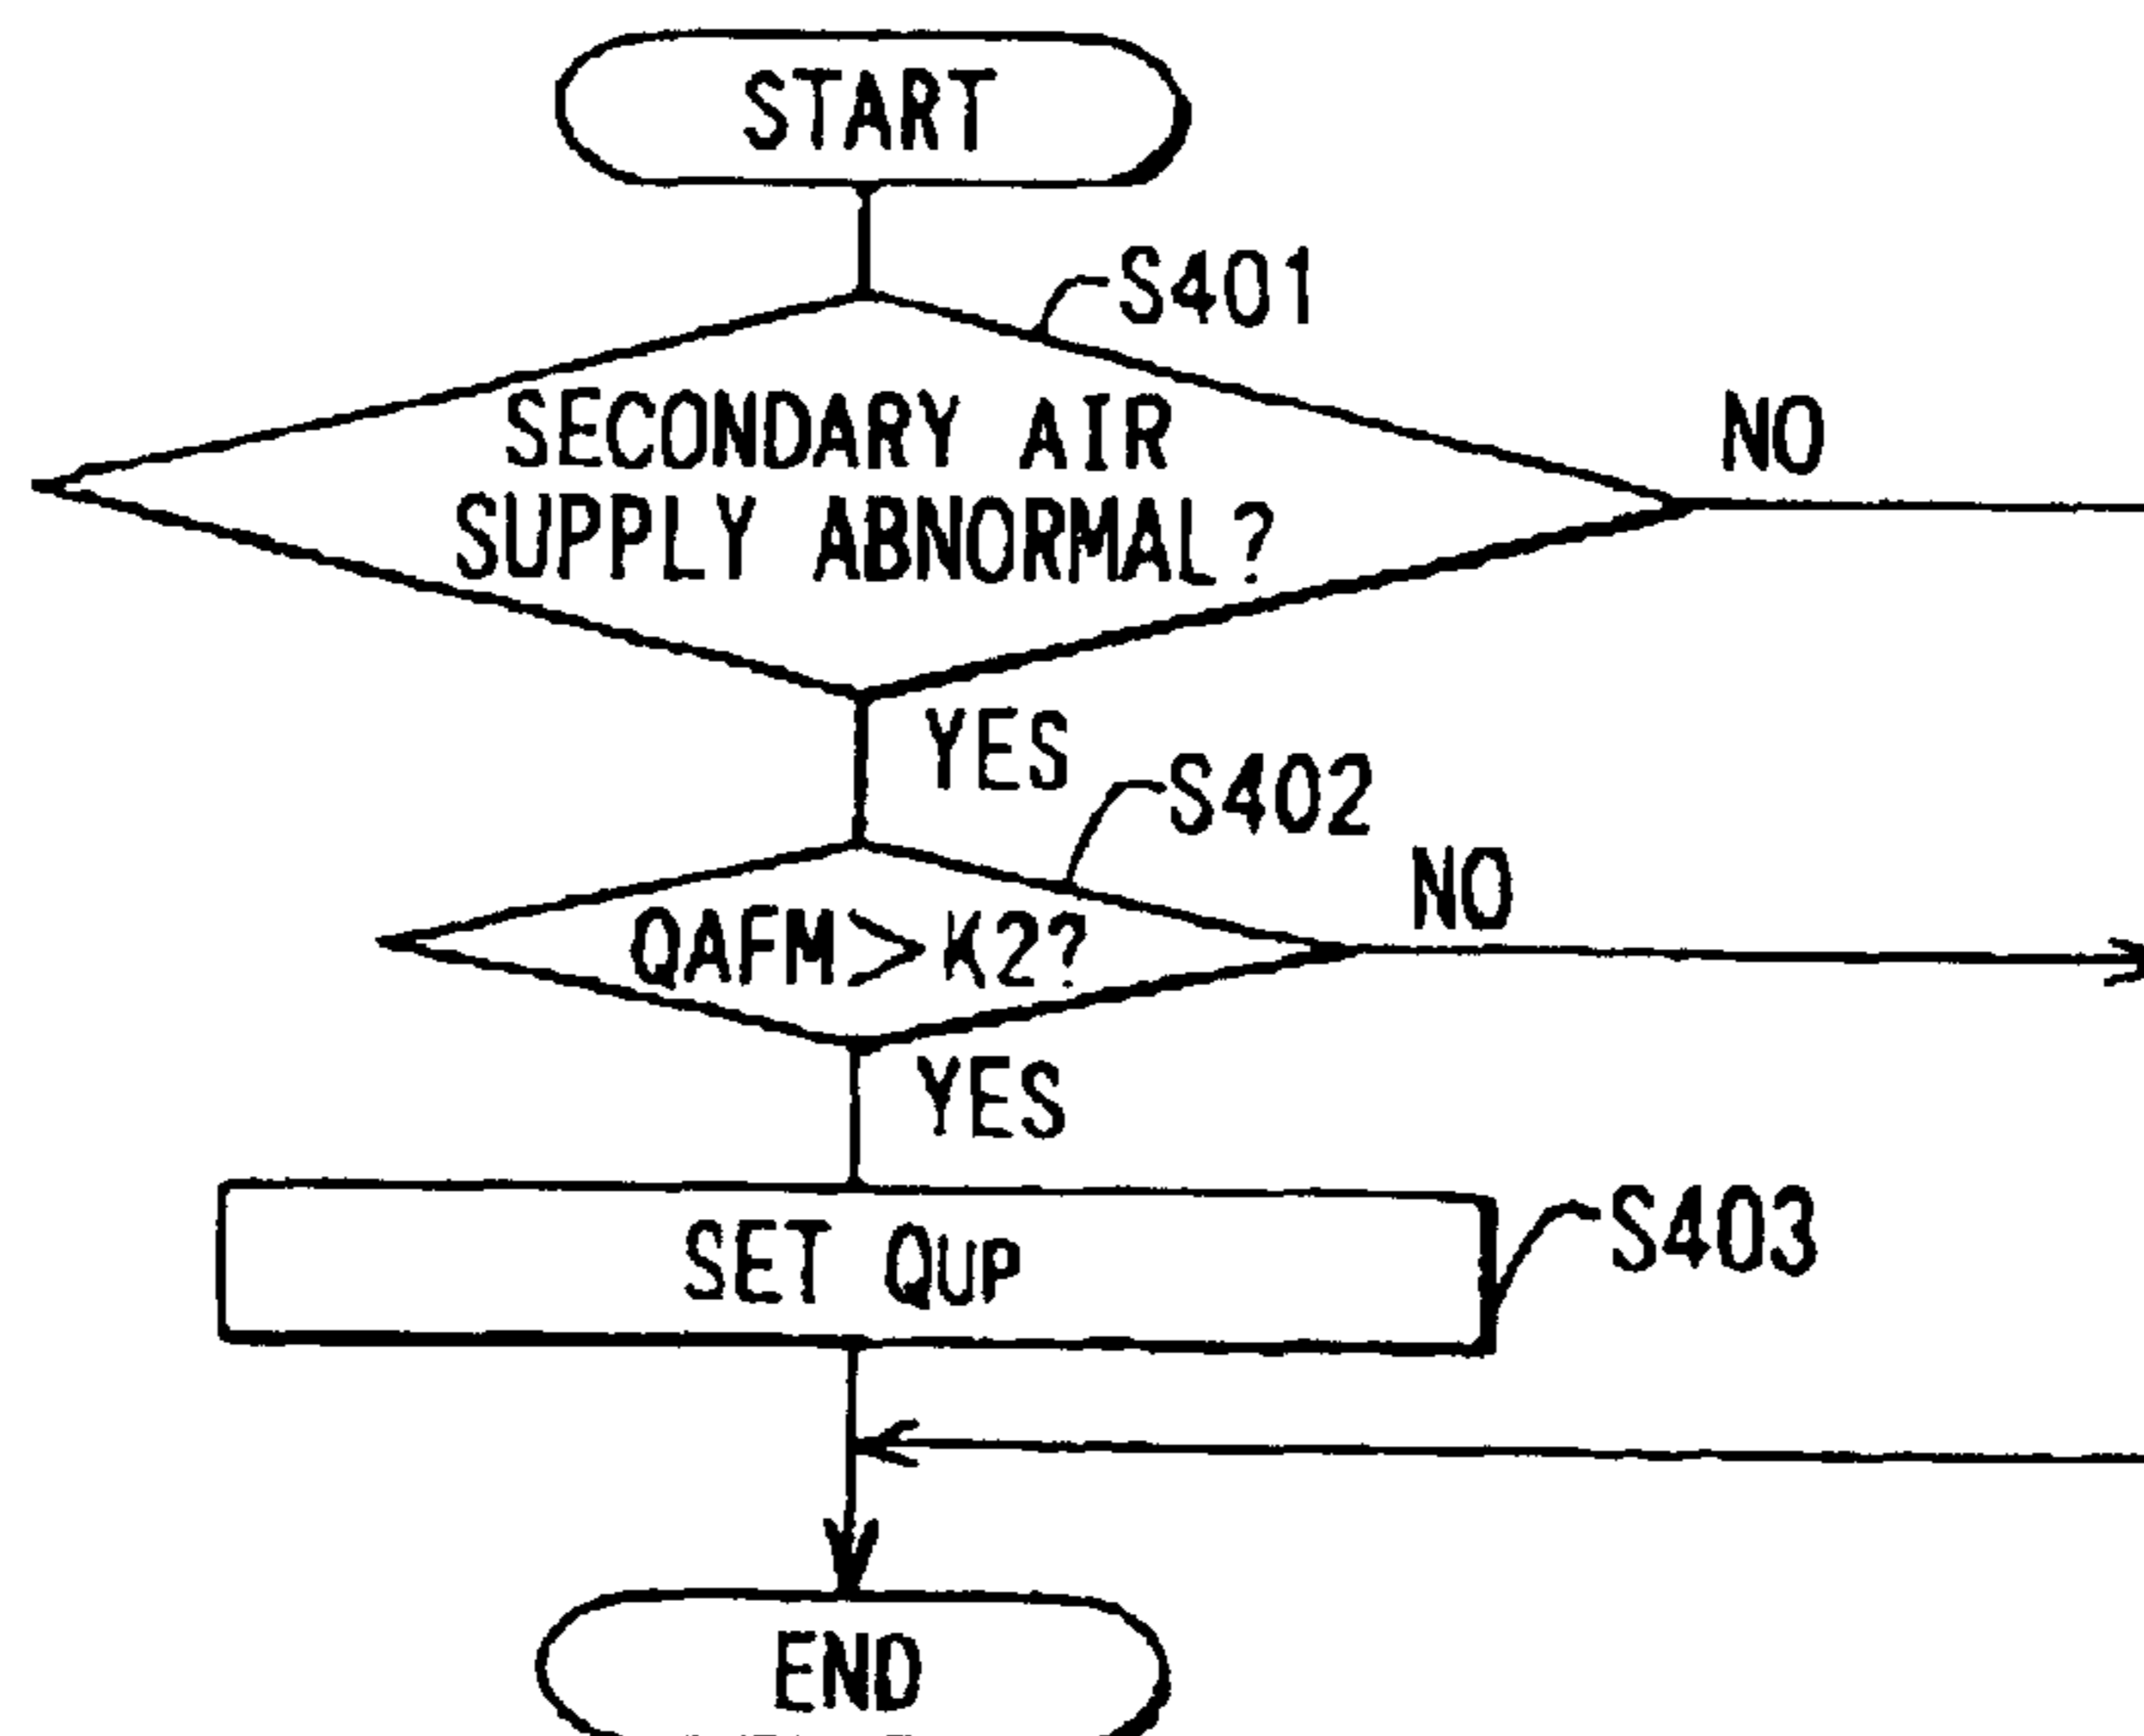 START
S401
SECONDARY AIR
SUPPLY ABNORMAL?
NO
YES
S402
QAFM>K2?
NO
YES
SET QUP
S403
END